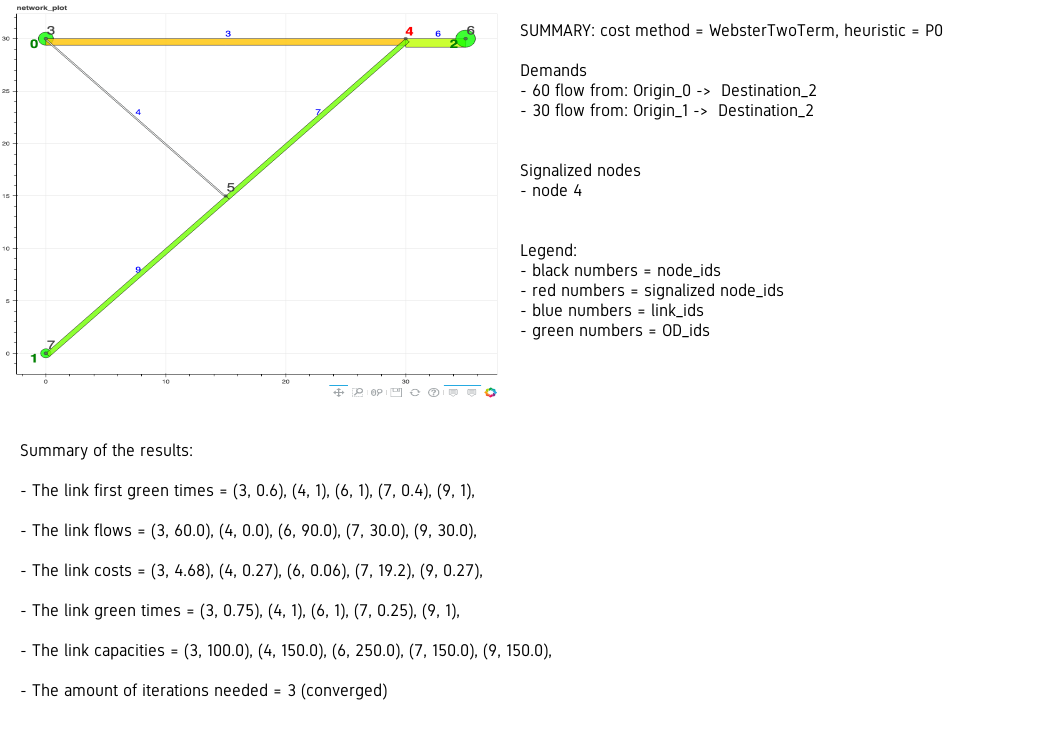 network_plot
SUMMARY: cost method = WebsterTwoTerm, heuristic = P0
Demands
- 60 flow from: Origin_0 -> Destination_2
- 30 flow from: Origin_1 -> Destination_2
Signalized nodes
- node 4
Legend:
- black numbers = node_ids
- red numbers = signalized node_ids
- blue numbers = link_ids
- green numbers = OD_ids
3
3
4
6
6
0
2
4
7
5
9
7
1
30
25
20
15
10
5
0
0
10
20
30
Summary of the results:
- The link first green times = (3, 0.6), (4, 1), (6, 1), (7, 0.4), (9, 1),
- The link flows = (3, 60.0), (4, 0.0), (6, 90.0), (7, 30.0), (9, 30.0),
- The link costs = (3, 4.68), (4, 0.27), (6, 0.06), (7, 19.2), (9, 0.27),
- The link green times = (3, 0.75), (4, 1), (6, 1), (7, 0.25), (9, 1),
- The link capacities = (3, 100.0), (4, 150.0), (6, 250.0), (7, 150.0), (9, 150.0),
- The amount of iterations needed = 3 (converged)